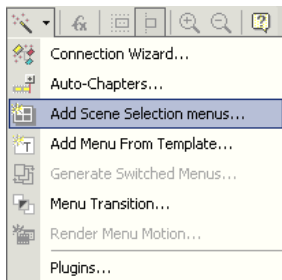 Connection Wizard...
Auto-Chapters...
Add Scene Selection menus...
Add Menu From Template...
Generate Switched Menus...
Menu Transition...
Render Menu Motion...
Plugins...